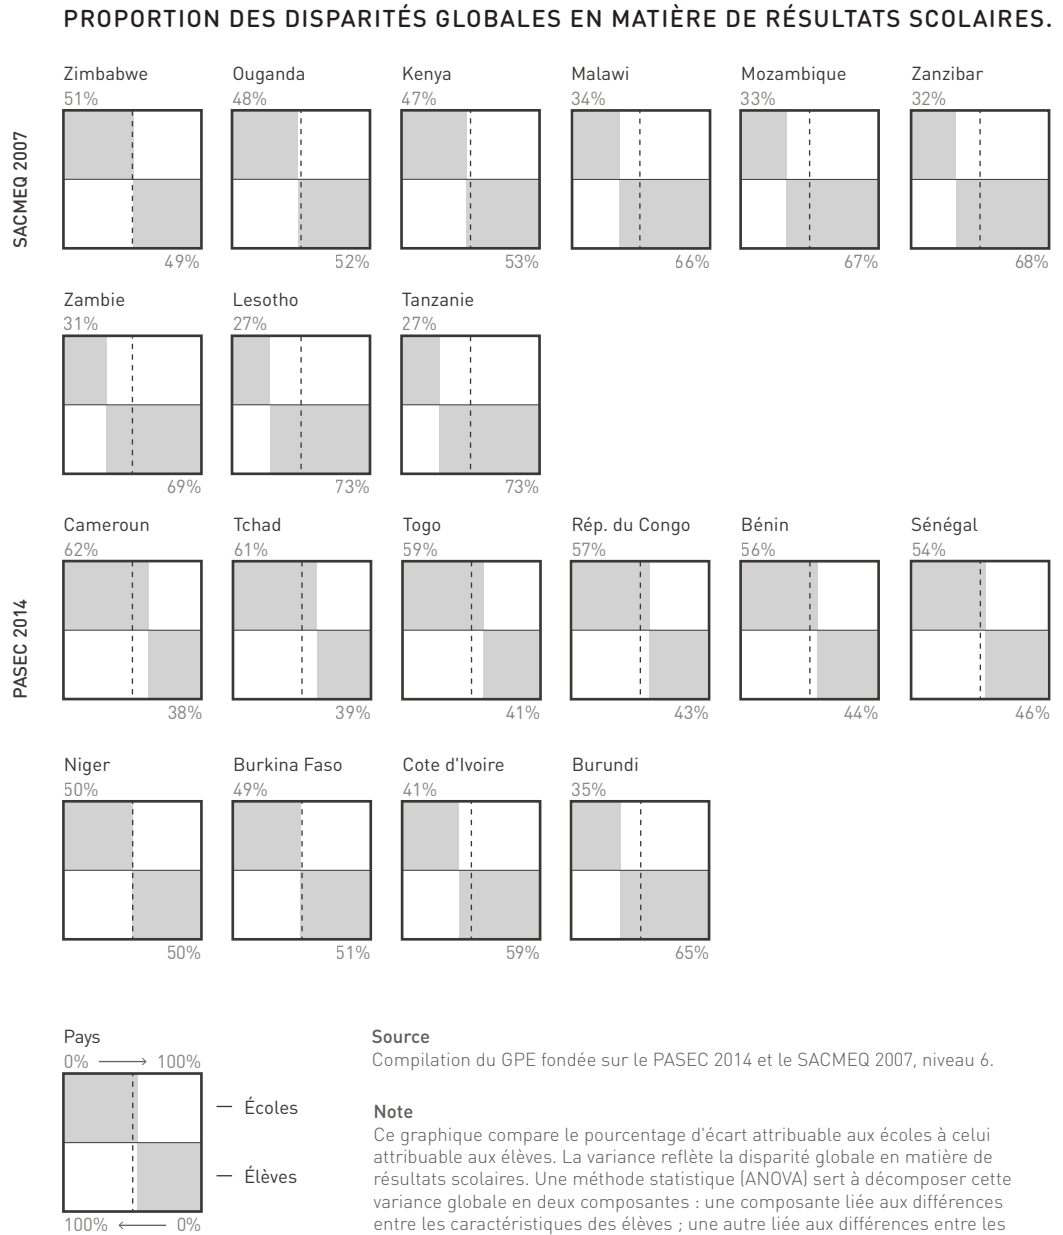 PROPORTION DES DISPARITÉS GLOBALES EN MATIÈRE DE RÉSULTATS SCOLAIRES.
SACMEQ 2007
Zimbabwe Ouganda Kenya Malawi Mozambique Zanzibar
51% 48% 47% 34% 33% 32%
49% 52% 53% 66% 67% 68%
Zambie Lesotho Tanzanie
31% 27% 27%
69% 73% 73%
PASEC 2014
Cameroun Tchad Togo Rép. du Congo Bénin Sénégal
62% 61% 59% 57% 56% 54%
38% 39% 41% 43% 44% 46%
Niger Burkina Faso Cote d'Ivoire Burundi
50% 49% 41% 35%
50% 51% 59% 65%
Pays
0% → 100%
Écoles
Élèves
100% ← 0%
Source
Compilation du GPE fondée sur le PASEC 2014 et le SACMEQ 2007, niveau 6.
Note
Ce graphique compare le pourcentage d'écart attribuable aux écoles à celui
attribuable aux élèves. La variance reflète la disparité globale en matière de
résultats scolaires. Une méthode statistique (ANOVA) sert à décomposer cette
variance globale en deux composantes : une composante liée aux différences
entre les caractéristiques des élèves ; une autre liée aux différences entre les